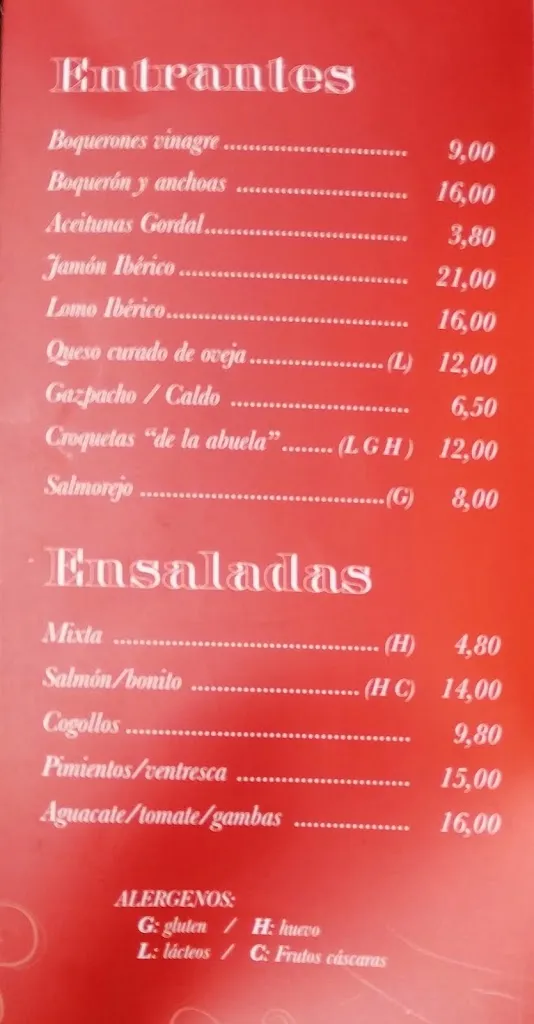 Entrantes
Boquerones vinagre ........................................ 9,00
Boquerón y anchoas ........................................ 16,00
Aceitunas Gordal ........................................ 3,80
Jamón Ibérico ........................................ 21,00
Lomo Ibérico ........................................ 16,00
Queso curado de oveja ........................ (L) 12,00
Gazpacho / Caldo ........................................ 6,50
Croquetas “de la abuela” ........ (L G H ) 12,00
Salmorejo ........................................ (G) 8,00
Ensaladas
Mixta ........................................ (H) 4,80
Salmón/bonito ............................ (H C) 14,00
Cogollos ........................................ 9,80
Pimientos/ventresca ............................ 15,00
Aguacate/tomate/gambas .................. 16,00
ALERGENOS:
G: gluten / H: huevo
L: lácteos / C: Frutos cáscaras